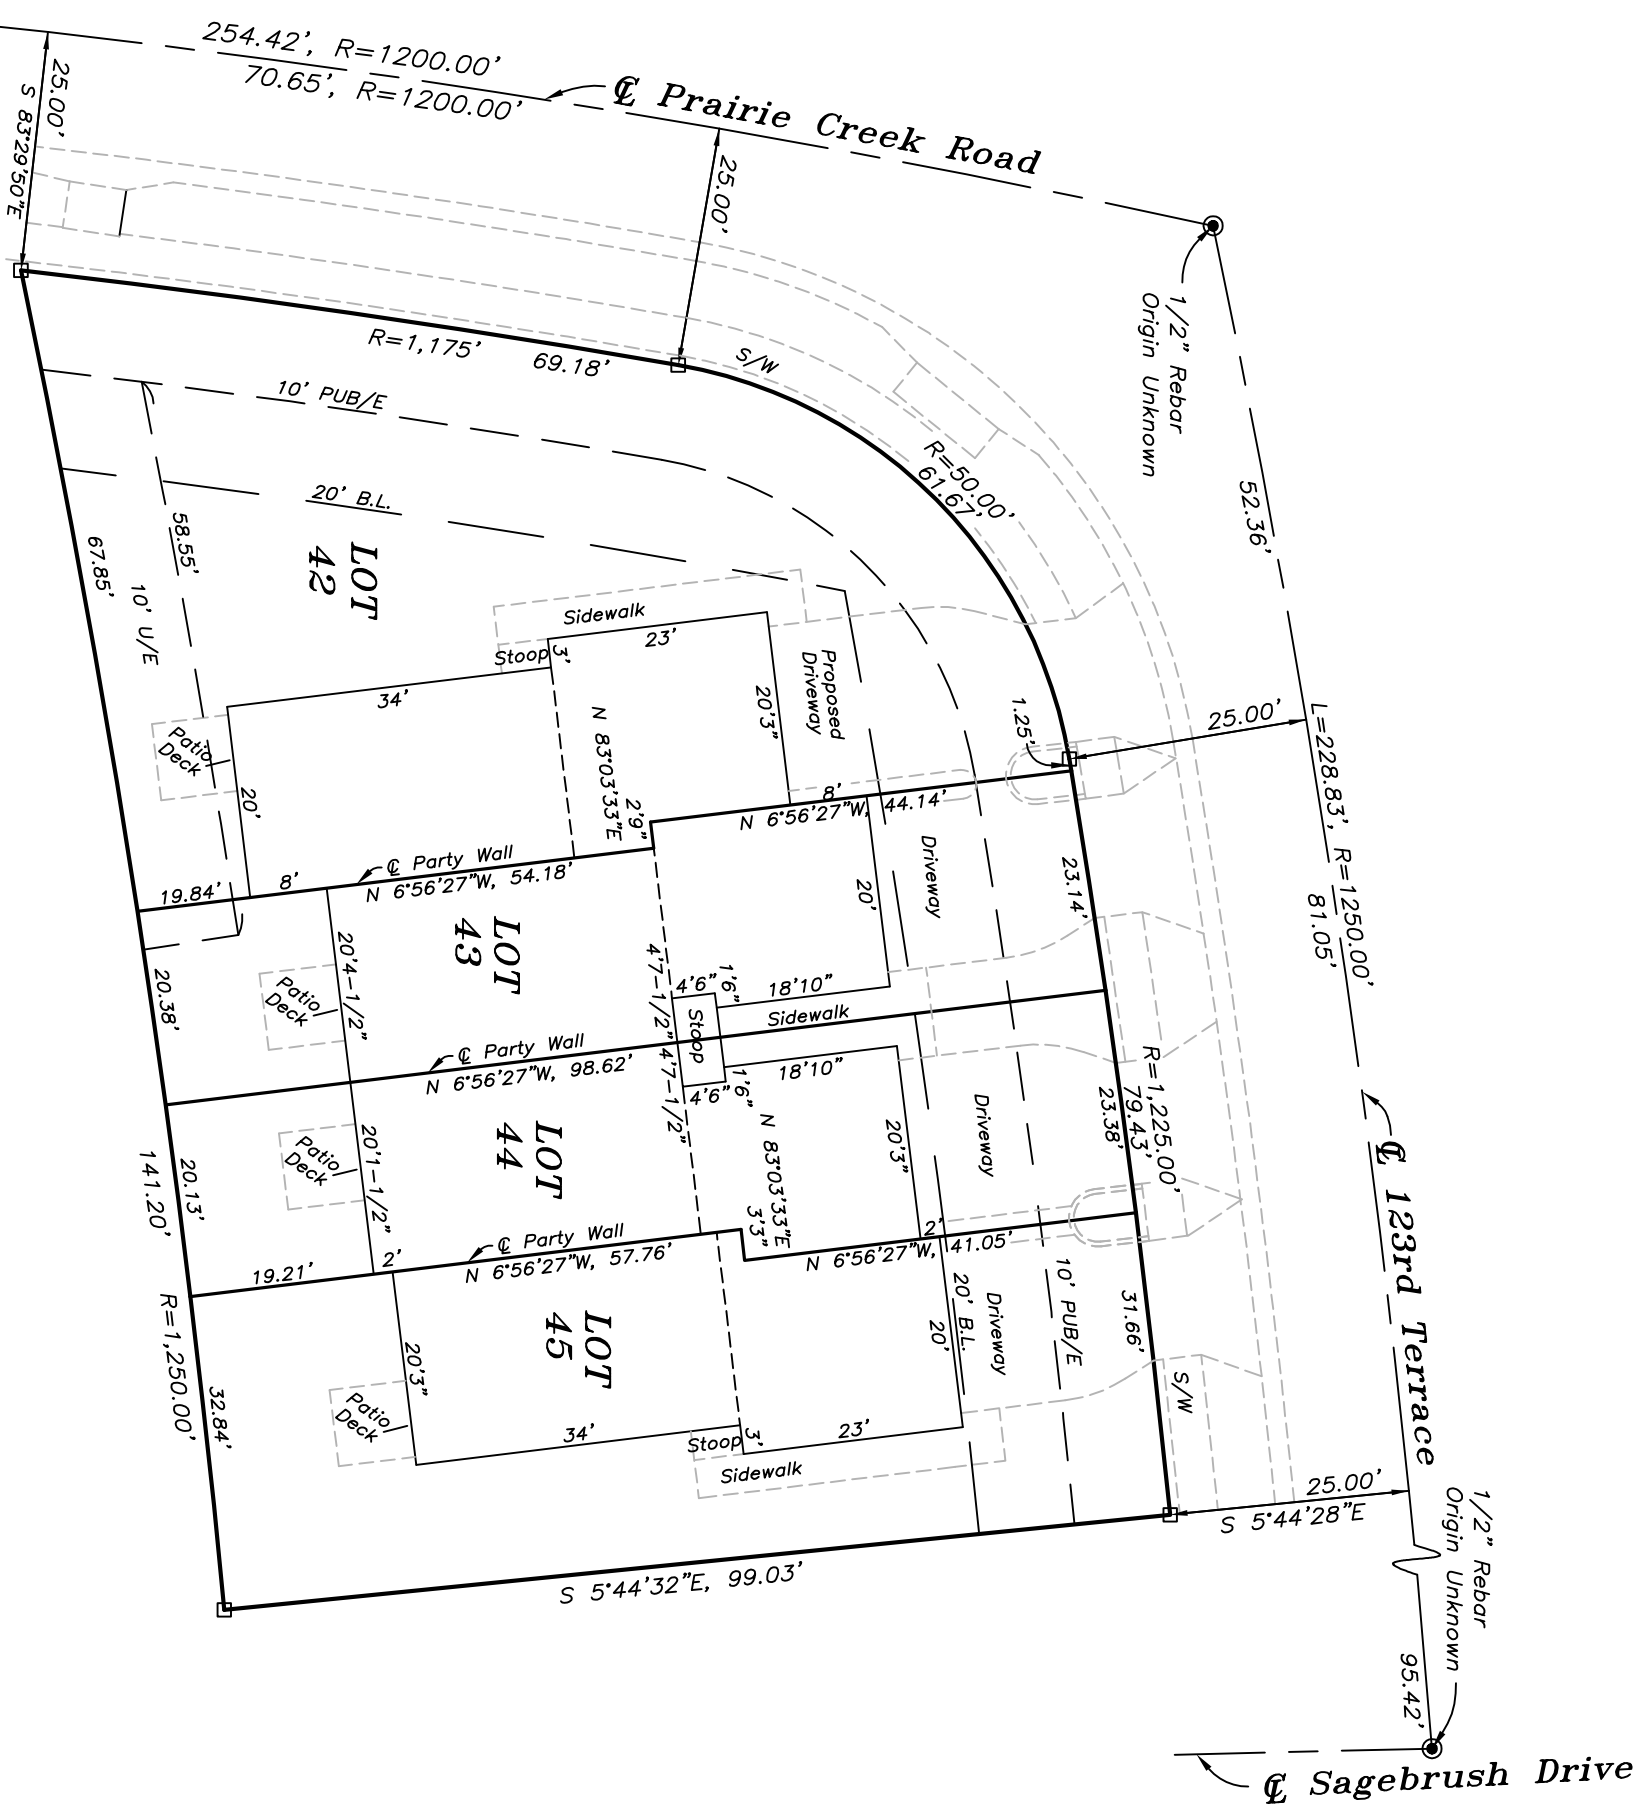 254.42', R=1200.00'
70.65', R=1200.00'
℄ Prairie Creek Road
25.00'
S 83°29'50"E
25.00'
1/2" Rebar
Origin Unknown
R=1,175' 69.18'
S/W
10' PUB/E
20' B.L.
R=50.00'
61.67'
52.36'
58.55'
67.85'
10' U/E
LOT
42
Sidewalk
23'
Stoop
3'
34'
20'3"
Proposed
Driveway
N 83°03'33"E
2'9"
1.25'
25.00'
L=228.83', R=1250.00'
81.05'
Patio
Deck
20'
8'
N 6°56'27"W, 44.14'
℄ Party Wall
N 6°56'27"W, 54.18'
19.84'
8'
23.14'
Driveway
20'
LOT
43
20'4-1/2"
4'7-1/2"
4'6"
1'6"
18'10"
Stoop
Sidewalk
Patio
Deck
20.38'
℄ Party Wall
N 6°56'27"W, 98.62'
4'7-1/2"
4'6"
1'6"
18'10"
N 83°03'33"E
3'3"
R=1,225.00'
79.43'
23.38'
Driveway
20'3"
LOT
44
20'1-1/2"
Patio
Deck
20.13'
141.20'
R=1,250.00'
℄ 123rd Terrace
℄ Party Wall
N 6°56'27"W, 57.76'
2'
N 6°56'27"W, 41.05'
19.21'
2'
10' PUB/E
31.66'
20' B.L.
20'
Driveway
LOT
45
20'3"
Patio
Deck
32.84'
34'
Stoop
3'
23'
Sidewalk
S/W
25.00'
S 5°44'28"E
1/2" Rebar
Origin Unknown
S 5°44'32"E, 99.03'
95.42'
℄ Sagebrush Drive